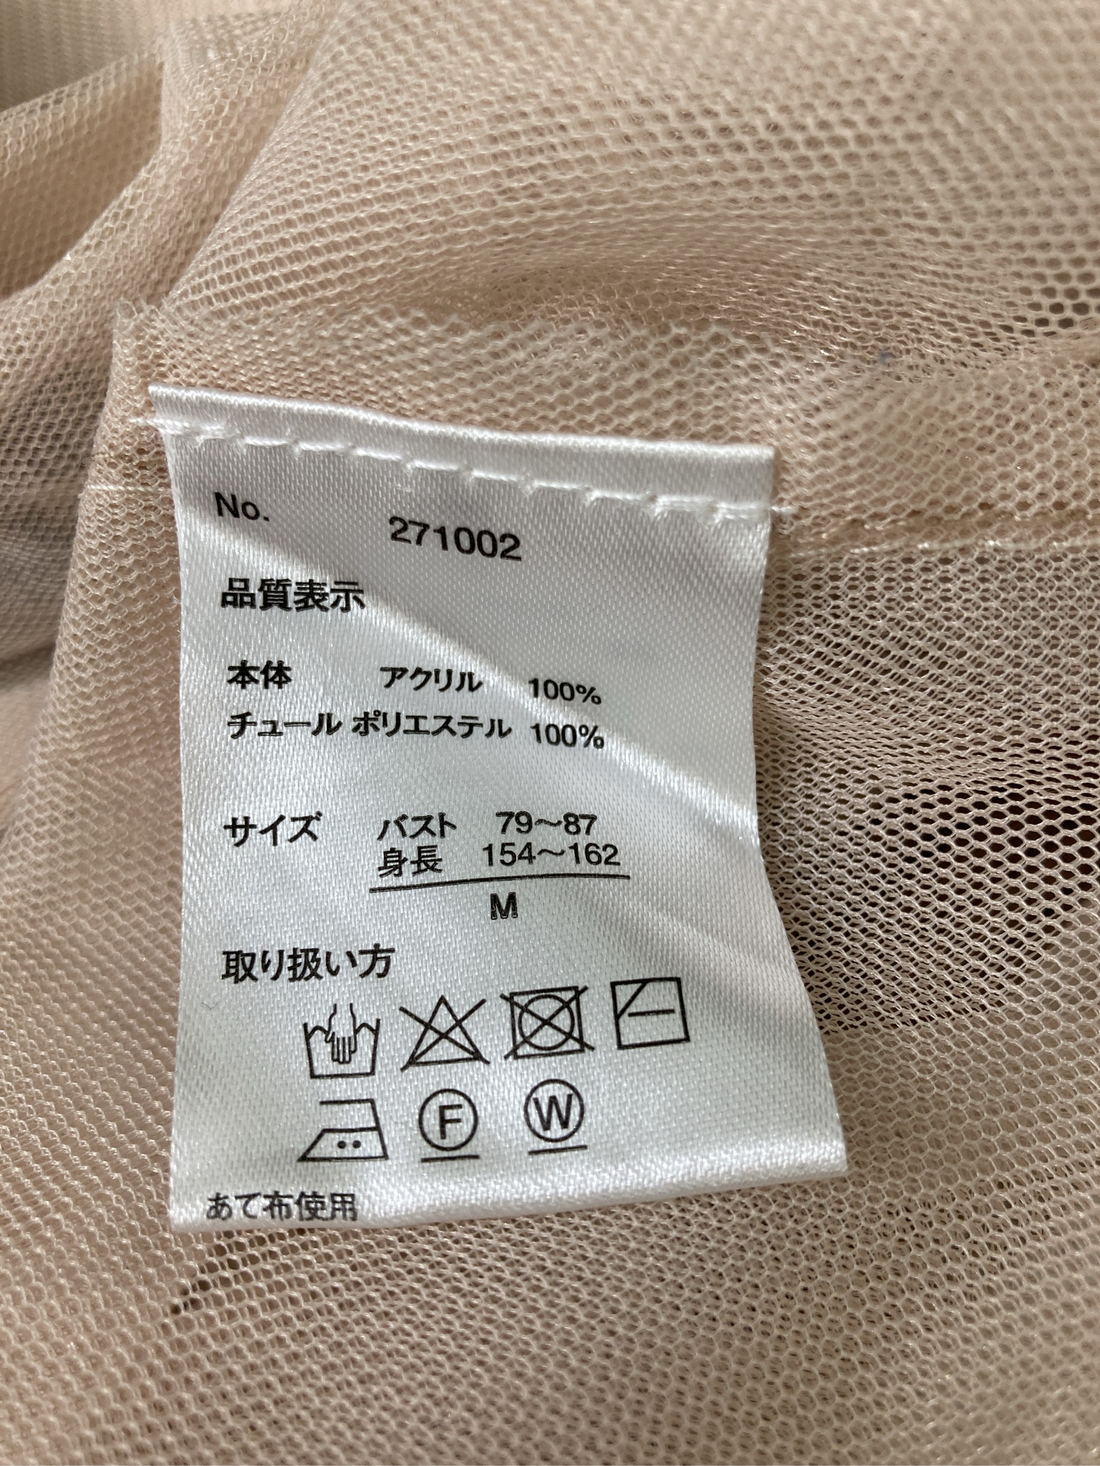 No. 271002
品質表示
本体 アクリル 100%
チュール ポリエステル 100%
サイズ バスト 79～87
身長 154～162
M
取り扱い方
F W
あて布使用